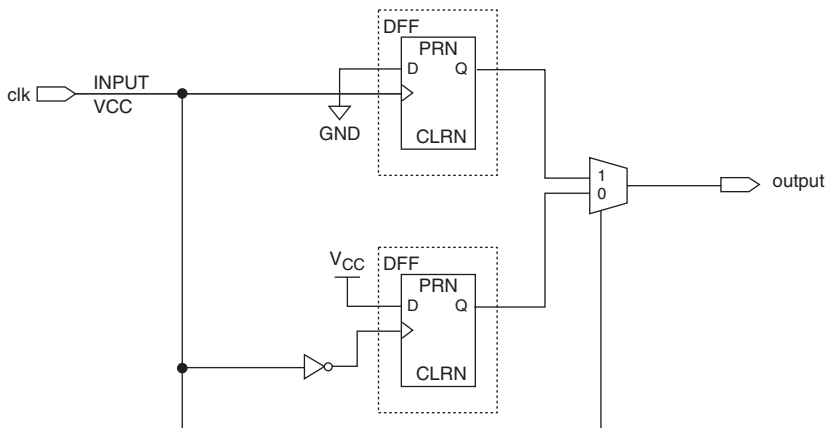 DFF
PRN
D Q
clk INPUT
VCC
GND
CLRN
1
0
output
VCC
DFF
PRN
D Q
CLRN